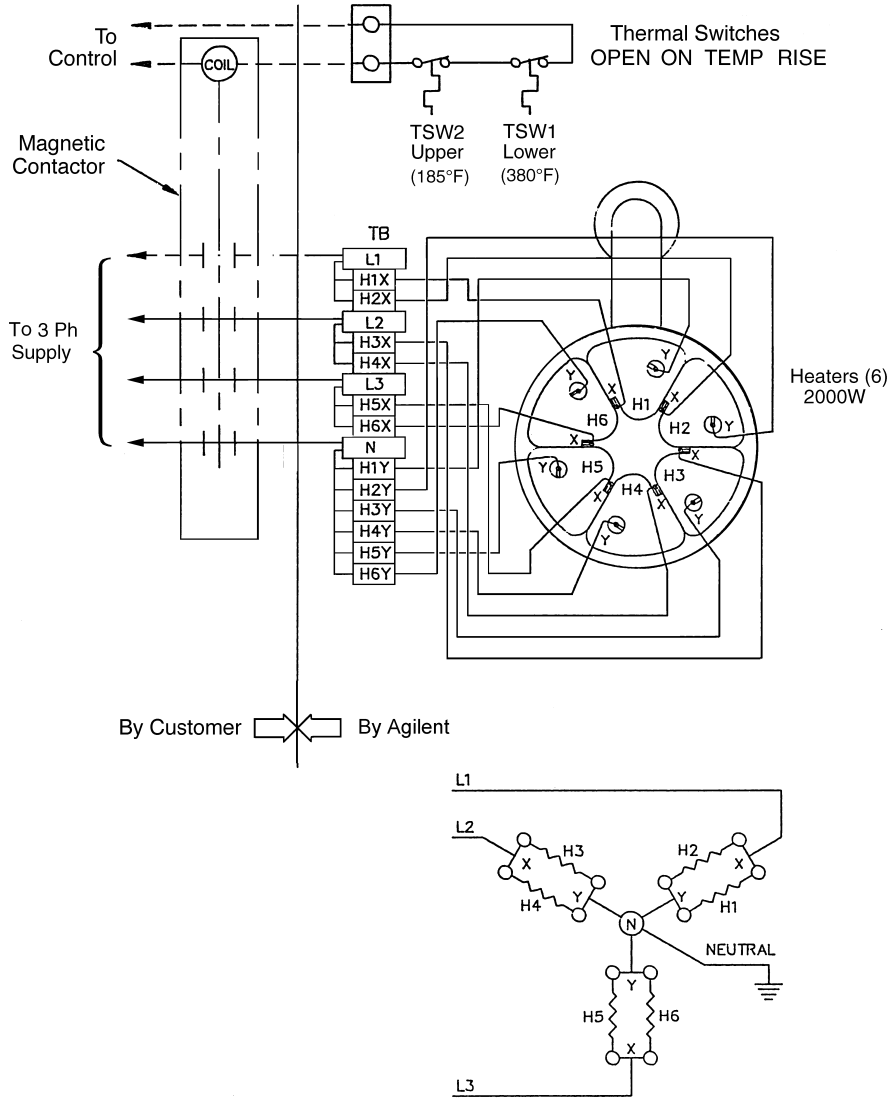 To
Control
COIL
Thermal Switches
OPEN ON TEMP RISE
TSW2
Upper
(185°F)
TSW1
Lower
(380°F)
Magnetic
Contactor
TB
L1
H1X
H2X
L2
H3X
H4X
L3
H5X
H6X
N
H1Y
H2Y
H3Y
H4Y
H5Y
H6Y
To 3 Ph
Supply
Heaters (6)
2000W
Y
X
H1
Y
X
H2
Y
X
H3
Y
X
H4
Y
X
H5
Y
X
H6
By Customer
By Agilent
L1
L2
H3
X
H4
Y
H2
X
Y
H1
N
NEUTRAL
Y
H5
H6
X
L3